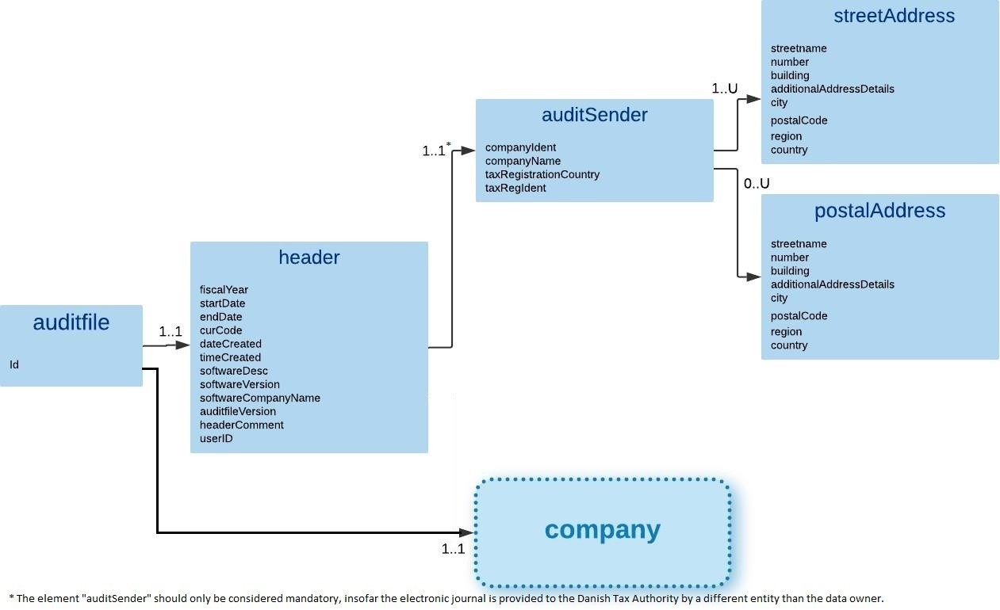 streetAddress
streetname
number
building
additionalAddressDetails
city
postalCode
region
country
1..U
auditSender
companyIdent
companyName
taxRegistrationCountry
taxRegIdent
1..1*
0..U
postalAddress
streetname
number
building
additionalAddressDetails
city
postalCode
region
country
header
fiscalYear
startDate
endDate
curCode
dateCreated
timeCreated
softwareDesc
softwareVersion
softwareCompanyName
auditfileVersion
headerComment
userID
auditfile
Id
1..1
company
1..1
* The element "auditSender" should only be considered mandatory, insofar the electronic journal is provided to the Danish Tax Authority by a different entity than the data owner.